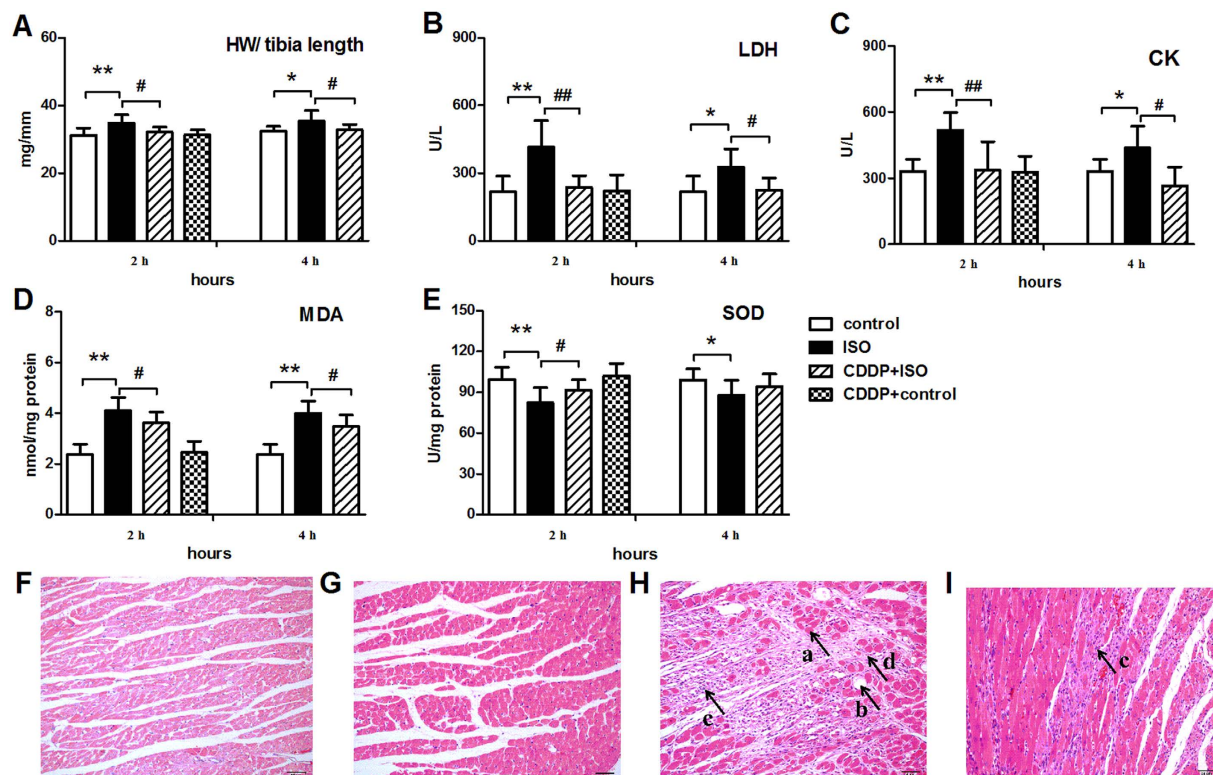 A
HW/ tibia length
mg/mm
60
40
20
0
**
#
*
#
2 h
4 h
hours
B
LDH
U/L
900
600
300
0
**
##
*
#
2 h
4 h
hours
C
CK
U/L
900
600
300
0
**
##
*
#
2 h
4 h
hours
D
MDA
nmol/mg protein
8
6
4
2
0
**
#
**
#
2 h
4 h
hours
E
SOD
U/mg protein
150
120
90
60
30
0
**
#
*
2 h
4 h
hours
control
ISO
CDDP+ISO
CDDP+control
F
G
H
a
d
b
e
I
c